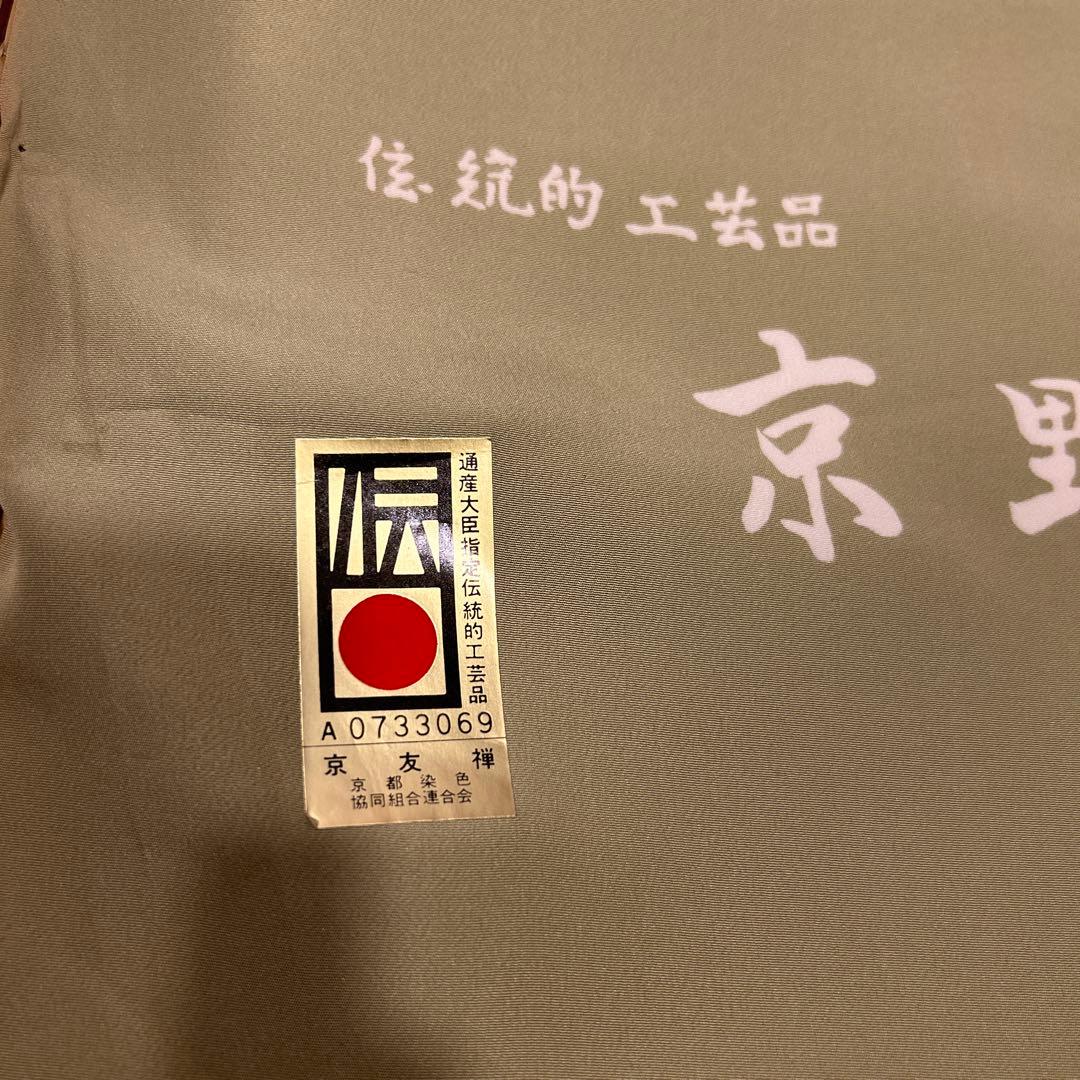 伝統的工芸品
京
伝
通産大臣指定伝統的工芸品
A0733069
京友禅
京都染色
協同組合連合会